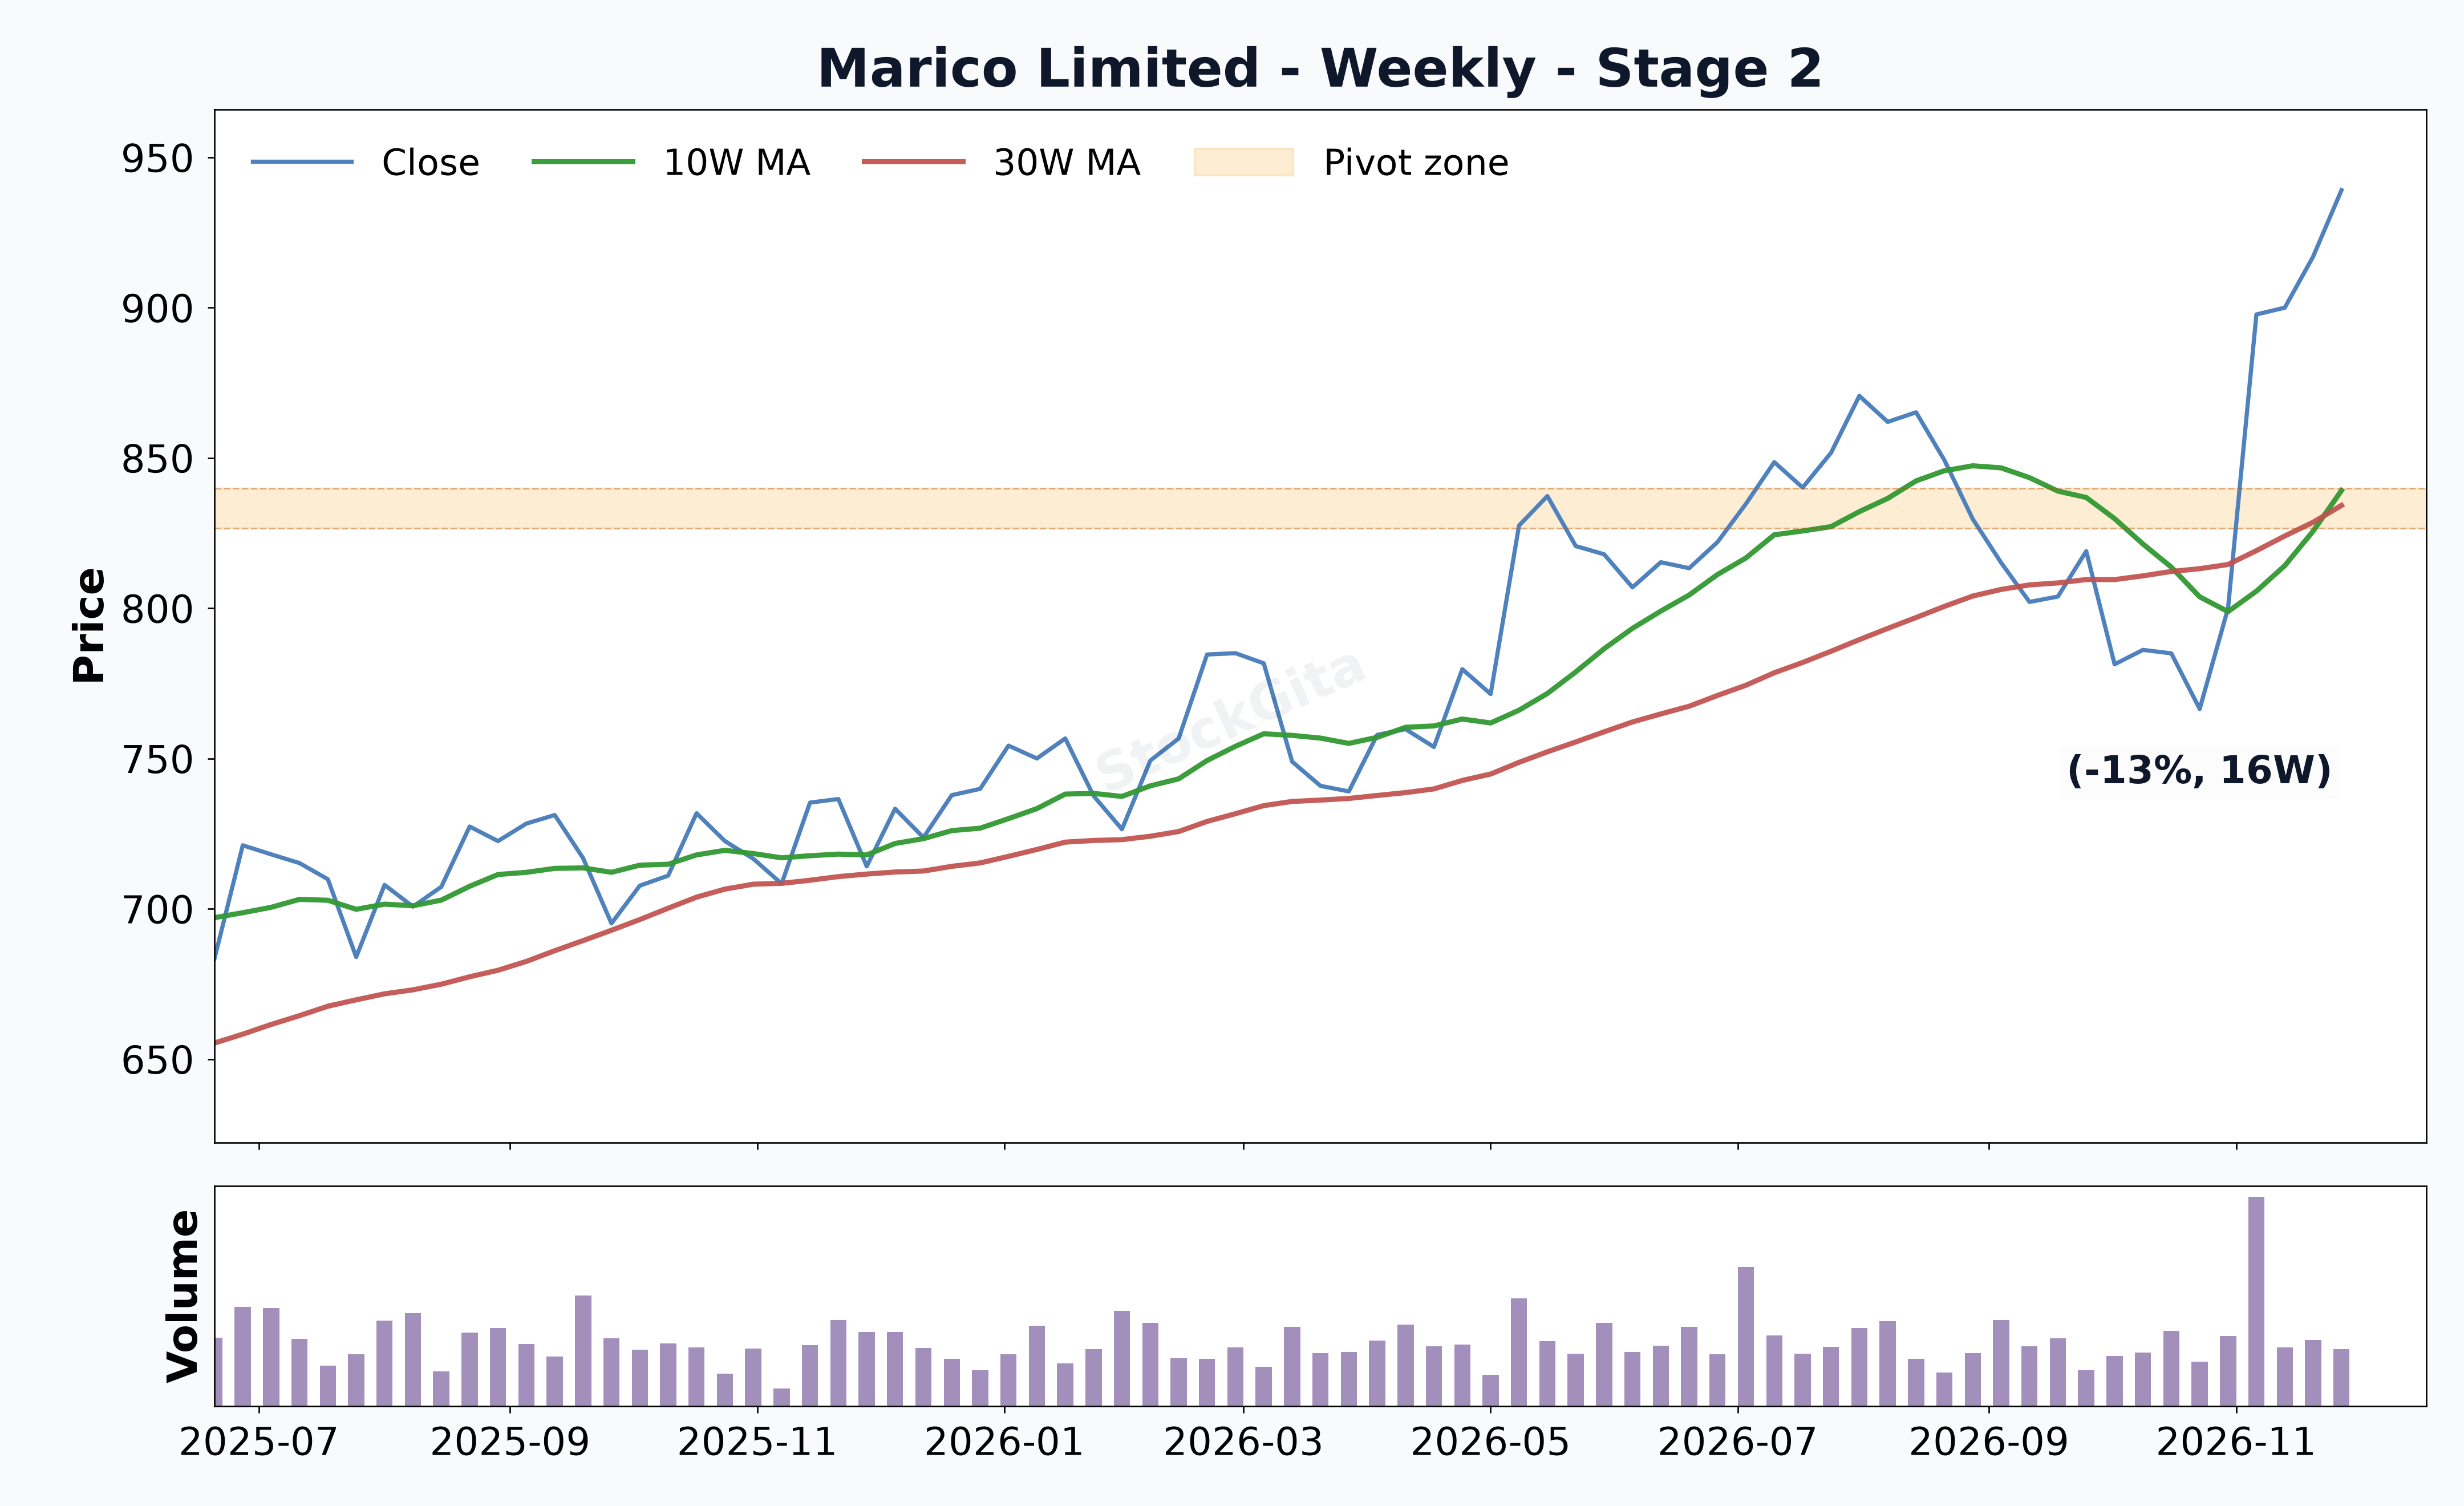 Marico Limited - Weekly - Stage 2
Close 10W MA 30W MA Pivot zone
950
900
850
800
750
700
650
Price
StockGita
(-13%, 16W)
Volume
2025-07 2025-09 2025-11 2026-01 2026-03 2026-05 2026-07 2026-09 2026-11